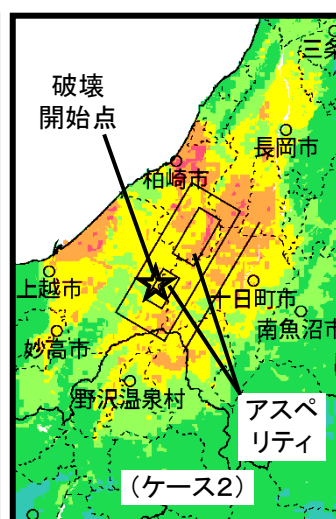 三条
破壊
開始点
長岡市
柏崎市
上越市
十日町市
南魚沼市
妙高市
野沢温泉村
アスペ
リティ
（ケース2）